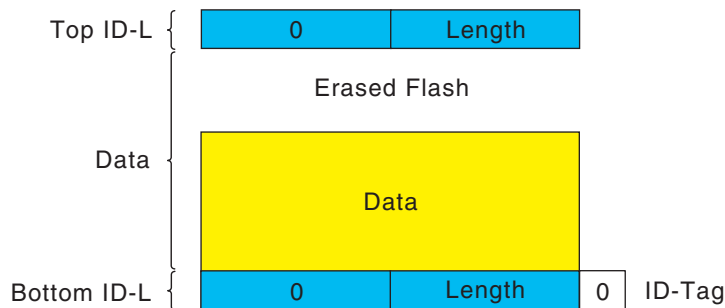 Top ID-L 0 Length
Erased Flash
Data
Data
Bottom ID-L 0 Length 0 ID-Tag